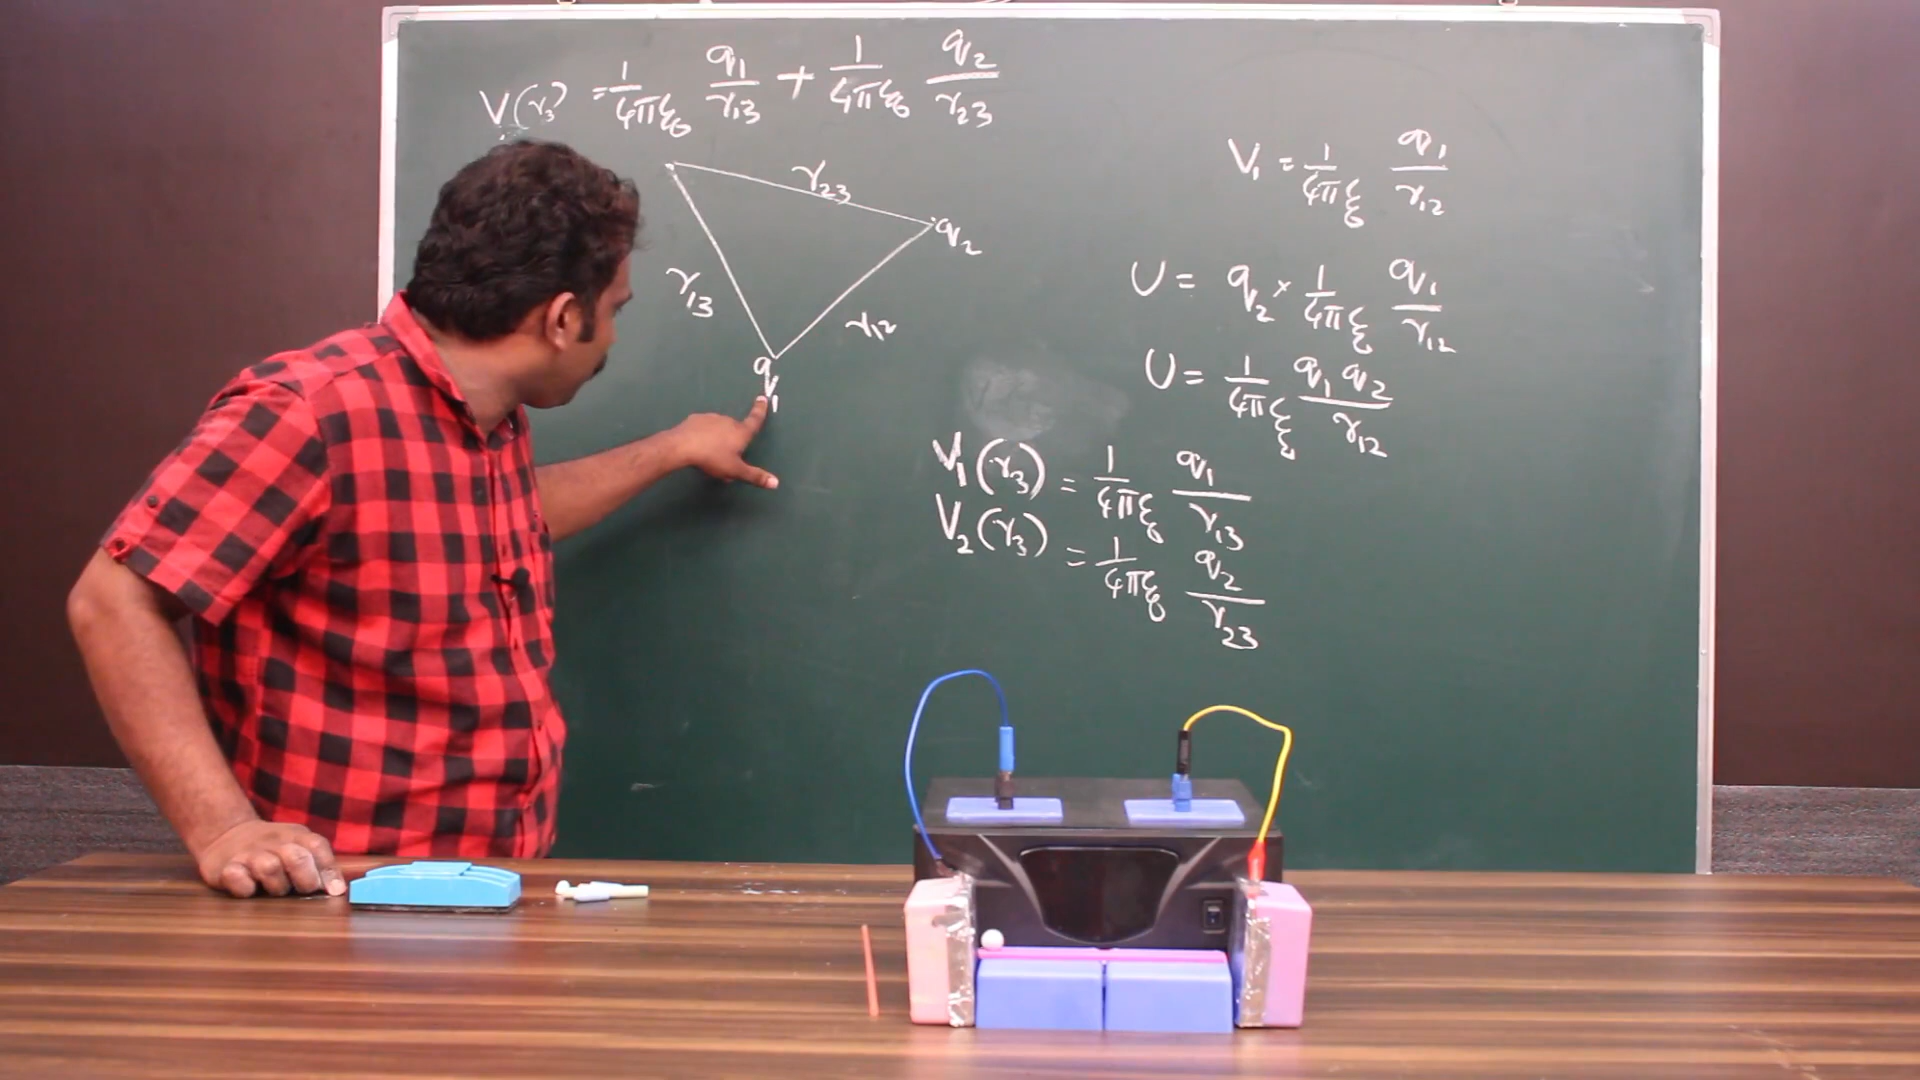 V(r₃) = 1/4πε₀ q₁/r₁₃ + 1/4πε₀ q₂/r₂₃
r₂₃
q₂
r₁₃
r₁₂
q₁
V₁ = 1/4πε₀ q₁/r₁₂
U = q₂ × 1/4πε₀ q₁/r₁₂
U = 1/4πε₀ q₁ q₂/r₁₂
V₁(r₃) = 1/4πε₀ q₁/r₁₃
V₂(r₃) = 1/4πε₀ q₂/r₂₃